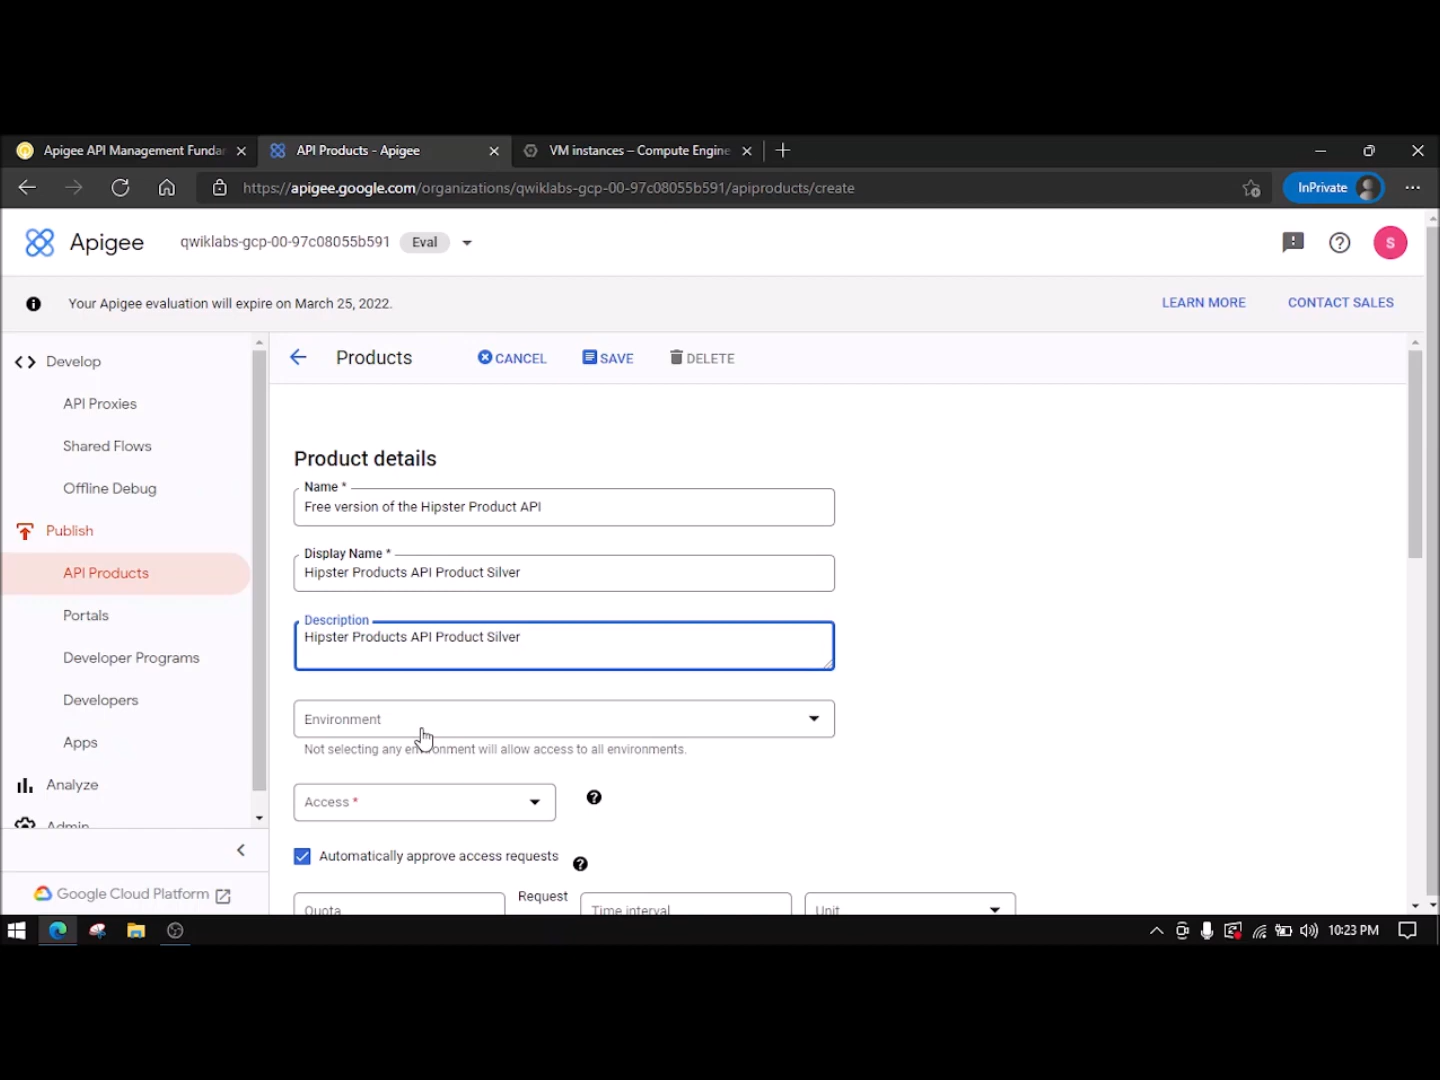 Apigee API Management Funda
API Products - Apigee
VM instances – Compute Engine
https://apigee.google.com/organizations/qwiklabs-gcp-00-97c08055b591/apiproducts/create
InPrivate
Apigee
qwiklabs-gcp-00-97c08055b591
Eval
S
Your Apigee evaluation will expire on March 25, 2022.
LEARN MORE
CONTACT SALES
Develop
API Proxies
Shared Flows
Offline Debug
Publish
API Products
Portals
Developer Programs
Developers
Apps
Analyze
Admin
Google Cloud Platform
Products
CANCEL
SAVE
DELETE
Product details
Name *
Free version of the Hipster Product API
Display Name *
Hipster Products API Product Silver
Description
Hipster Products API Product Silver
Environment
Not selecting any environment will allow access to all environments.
Access *
Automatically approve access requests
Quota
Request
Time interval
Unit
10:23 PM